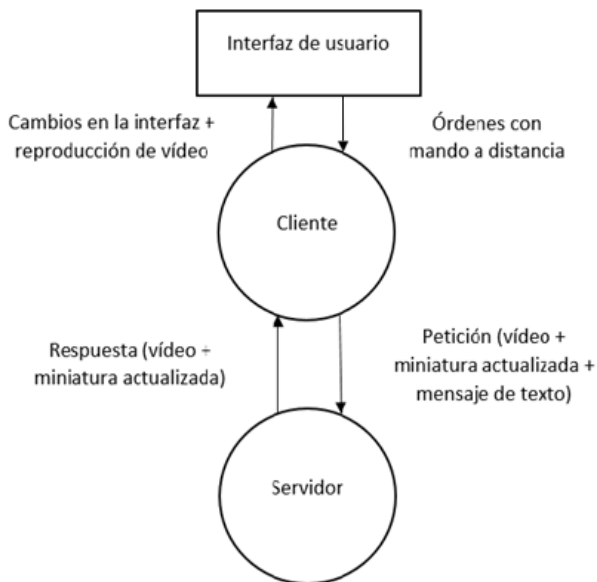 Interfaz de usuario
Cambios en la interfaz +
reproducción de vídeo
Órdenes con
mando a distancia
Cliente
Respuesta (vídeo +
miniatura actualizada)
Petición (vídeo +
miniatura actualizada +
mensaje de texto)
Servidor